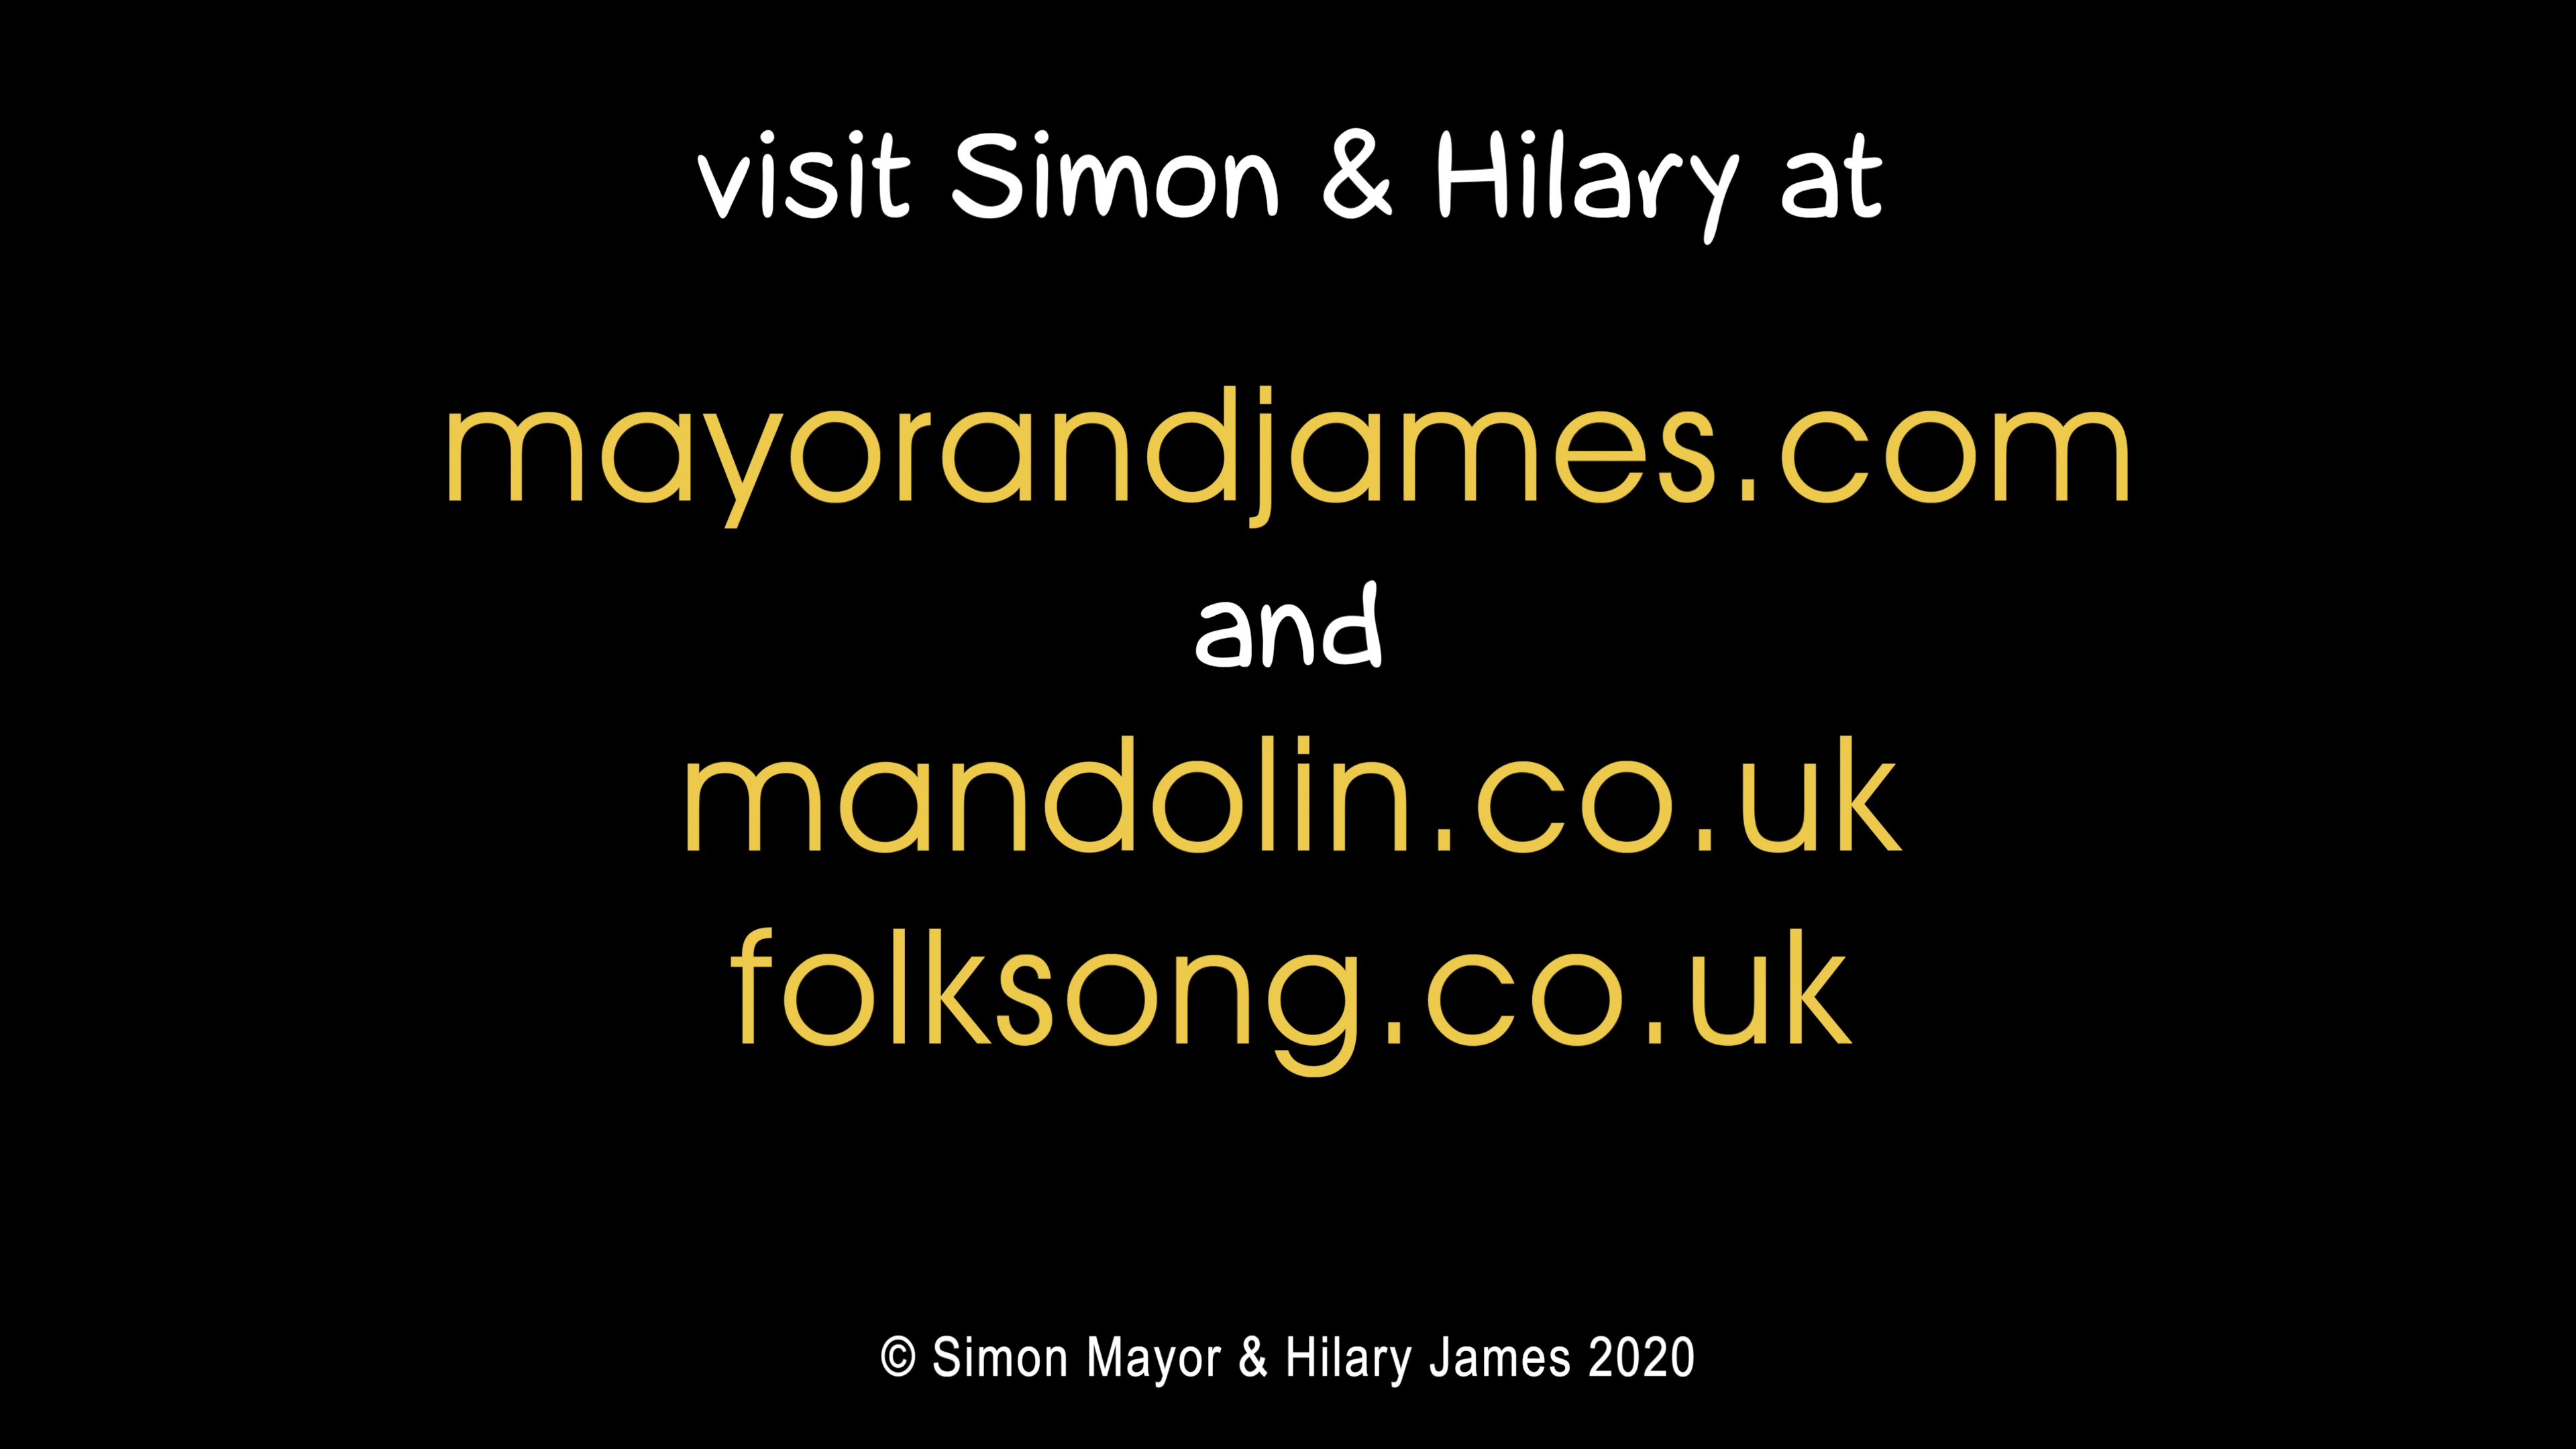 visit Simon & Hilary at
mayorandjames.com
and
mandolin.co.uk
folksong.co.uk
© Simon Mayor & Hilary James 2020